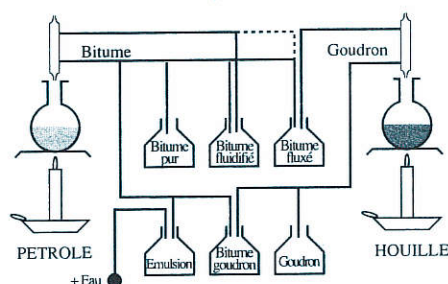 Bitume
Goudron
Bitume
pur
Bitume
fluidifié
Bitume
fluxé
PETROLE
HOUILLE
Emulsion
Bitume
goudron
Goudron
+Eau